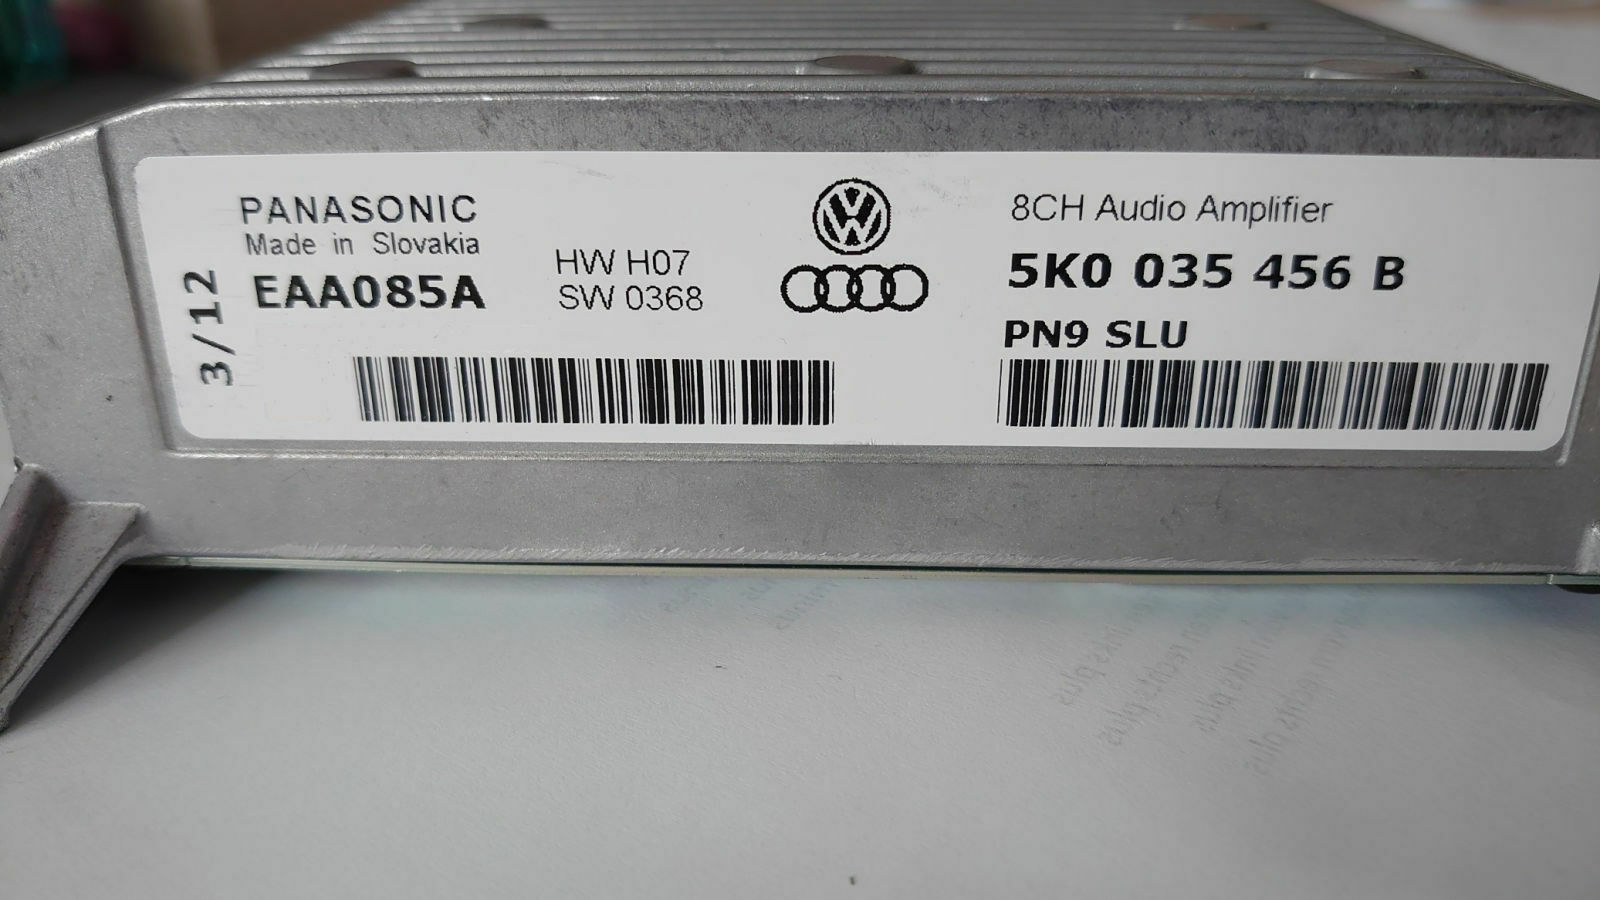 PANASONIC
Made in Slovakia
EAA085A
3/12
HW H07
SW 0368
8CH Audio Amplifier
5K0 035 456 B
PN9 SLU